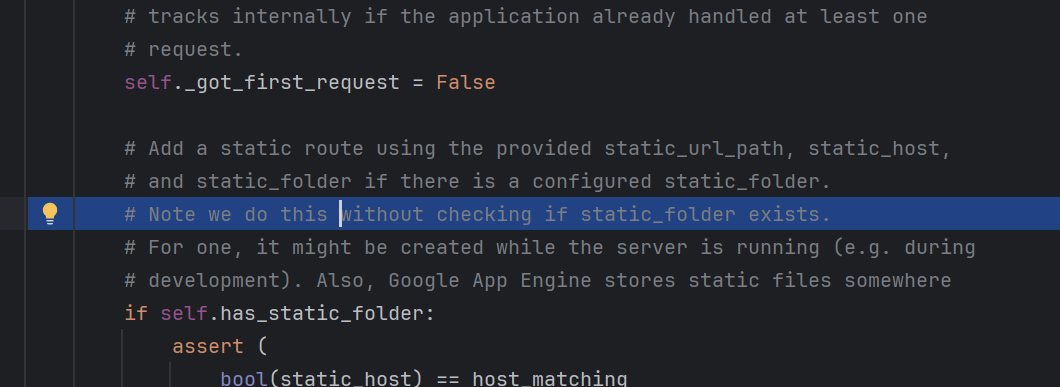 # tracks internally if the application already handled at least one
# request.
self._got_first_request = False
# Add a static route using the provided static_url_path, static_host,
# and static_folder if there is a configured static_folder.
# Note we do this without checking if static_folder exists.
# For one, it might be created while the server is running (e.g. during
# development). Also, Google App Engine stores static files somewhere
if self.has_static_folder:
assert (
bool(static_host) == host_matching